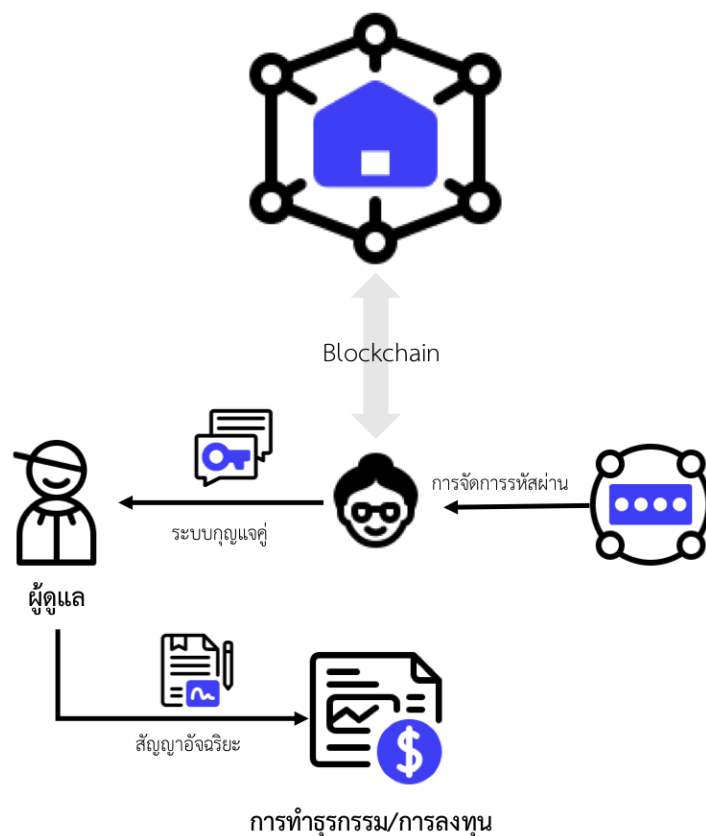 Blockchain
การจัดการรหัสผ่าน
ระบบกุญแจคู่
ผู้ดูแล
สัญญาอัจฉริยะ
$
การทำธุรกรรม/การลงทุน